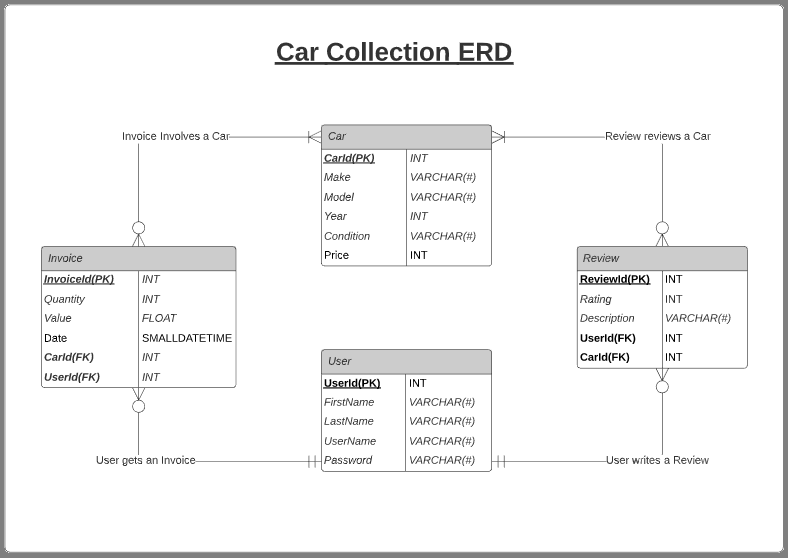 Car Collection ERD
Invoice Involves a Car
Review reviews a Car
Car
CarId(PK) INT
Make VARCHAR(#)
Model VARCHAR(#)
Year INT
Condition VARCHAR(#)
Price INT
Invoice
InvoiceId(PK) INT
Quantity INT
Value FLOAT
Date SMALLDATETIME
CarId(FK) INT
UserId(FK) INT
Review
ReviewId(PK) INT
Rating INT
Description VARCHAR(#)
UserId(FK) INT
CarId(FK) INT
User
UserId(PK) INT
FirstName VARCHAR(#)
LastName VARCHAR(#)
UserName VARCHAR(#)
Password VARCHAR(#)
User gets an Invoice
User writes a Review